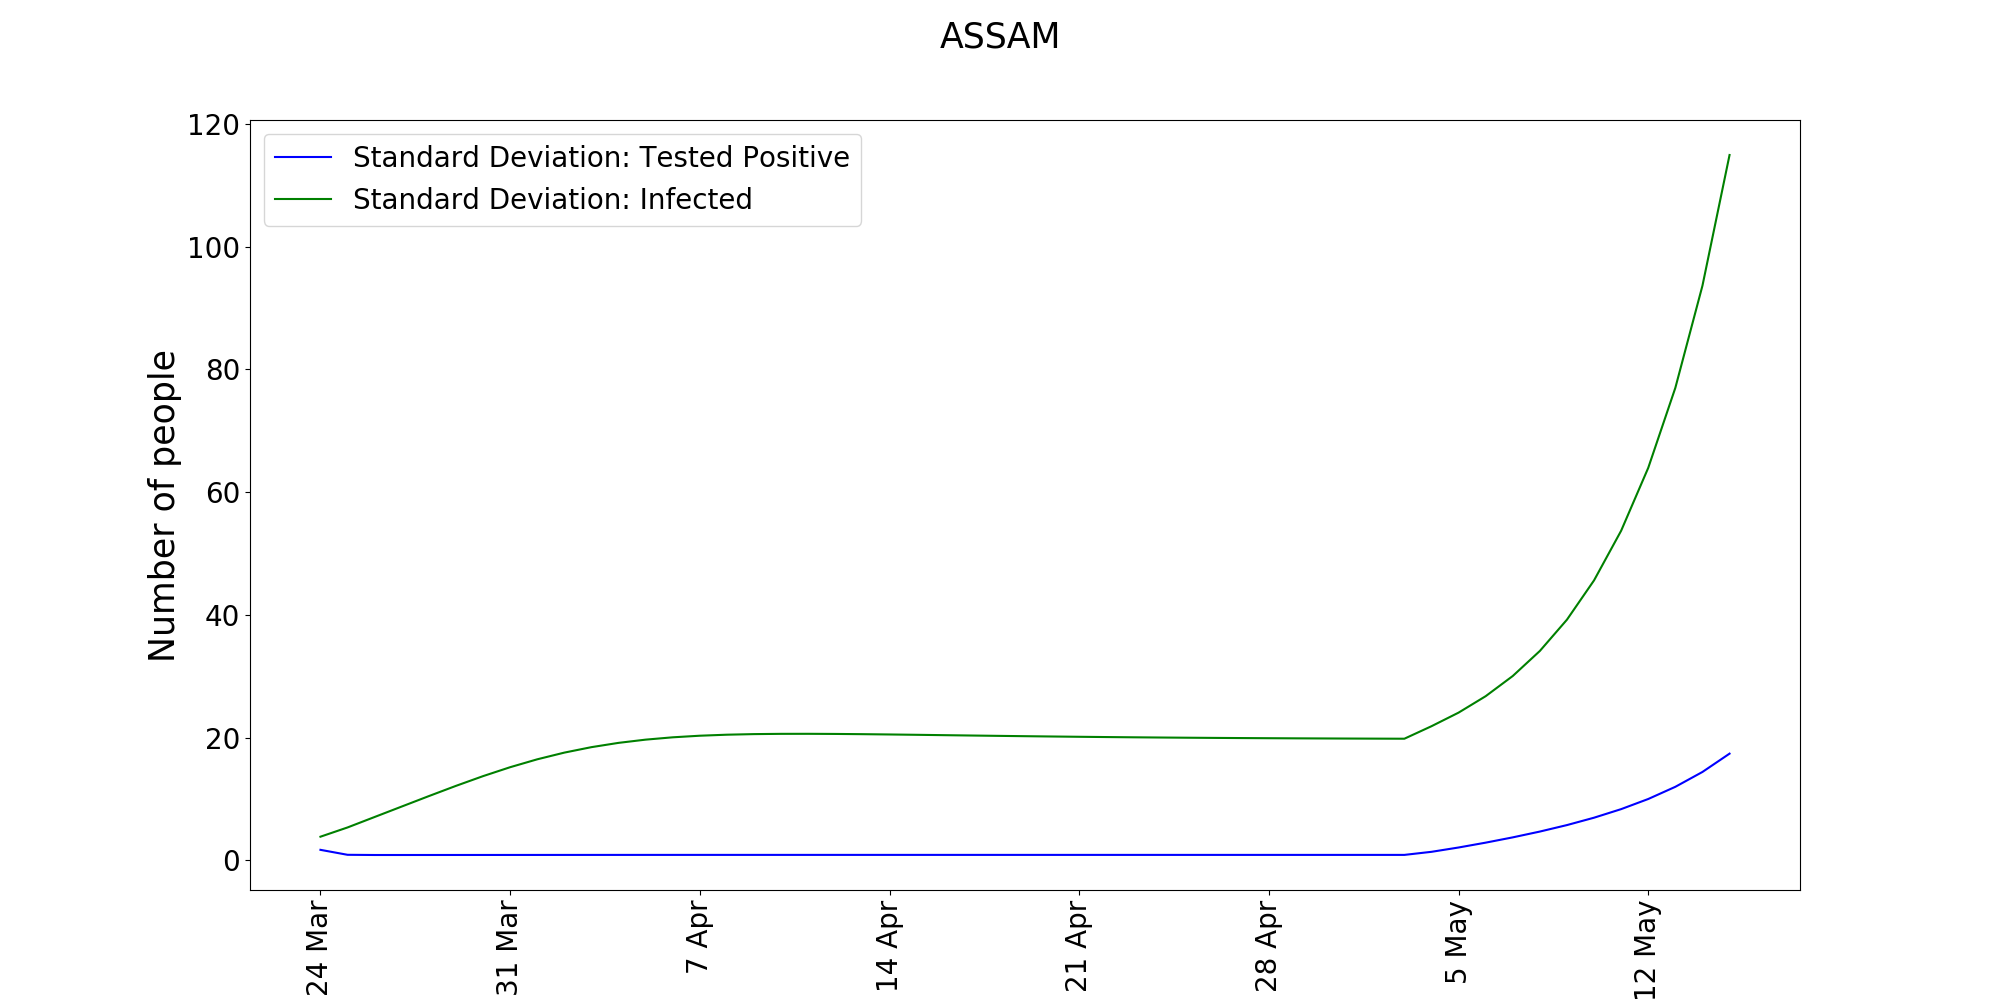 ASSAM
120
100
80
60
40
20
0
Number of people
Standard Deviation: Tested Positive
Standard Deviation: Infected
24 Mar
31 Mar
7 Apr
14 Apr
21 Apr
28 Apr
5 May
12 May